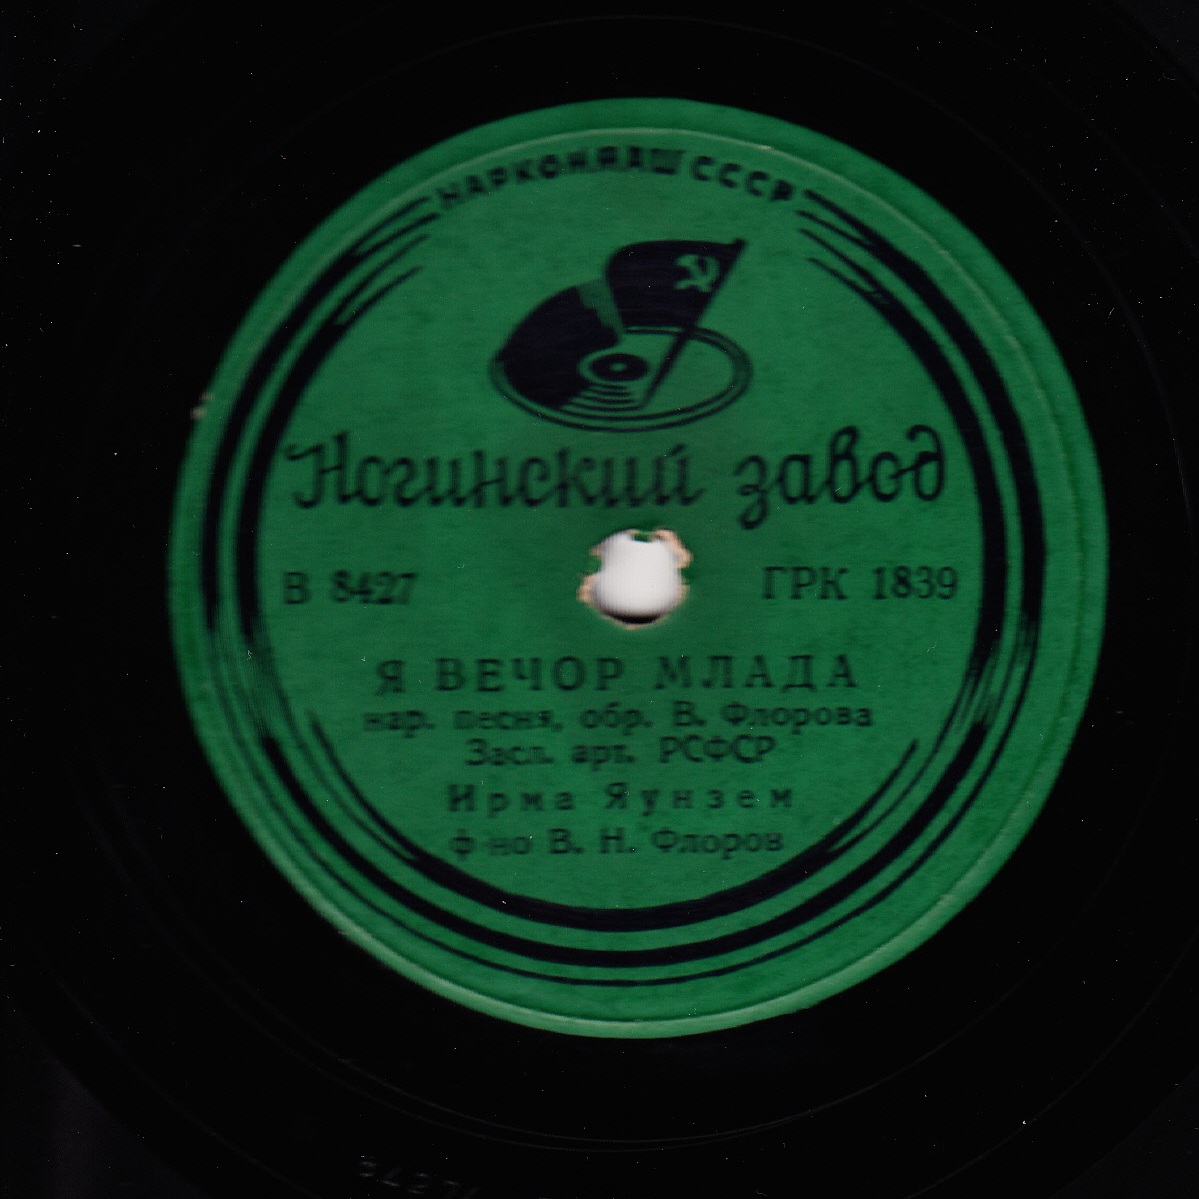 НАРКОММАШ СССР
Ногинский завод
В 8427 ГРК 1839
Я ВЕЧОР МЛАДА
нар. песня, обр. В. Флорова
Засл. арт. РСФСР
Ирма Яунзем
ф-но В. Н. Флоров